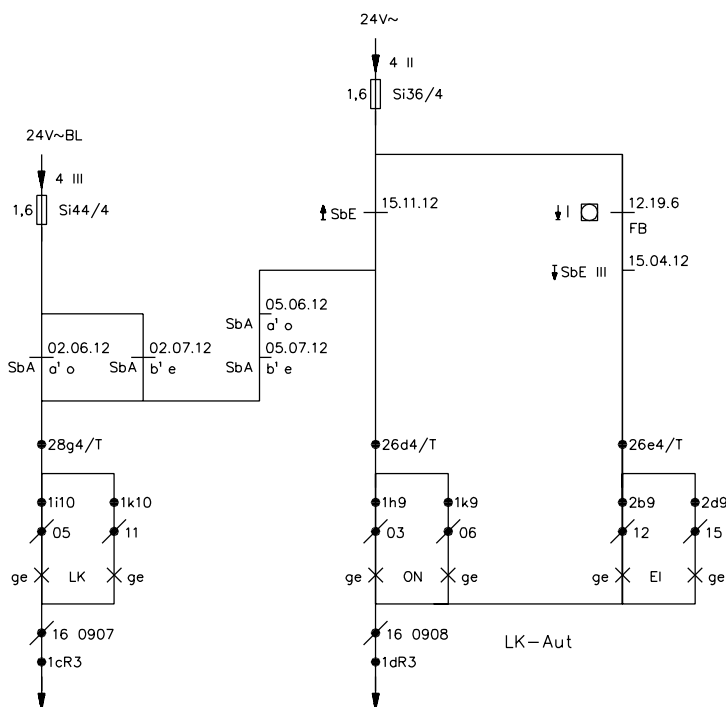 24V~
4 II
1,6 Si36/4
24V~BL
4 III
1,6 Si44/4
SbE 15.11.12
I 12.19.6
FB
SbE III 15.04.12
05.06.12
SbA a' o
02.06.12 02.07.12 05.07.12
SbA a' o SbA b' e SbA b' e
28g4/T 26d4/T 26e4/T
1i10 1k10 1h9 1k9 2b9 2d9
05 11 03 06 12 15
ge LK ge ge ON ge ge EI ge
16 0907 16 0908
LK-Aut
1cR3 1dR3